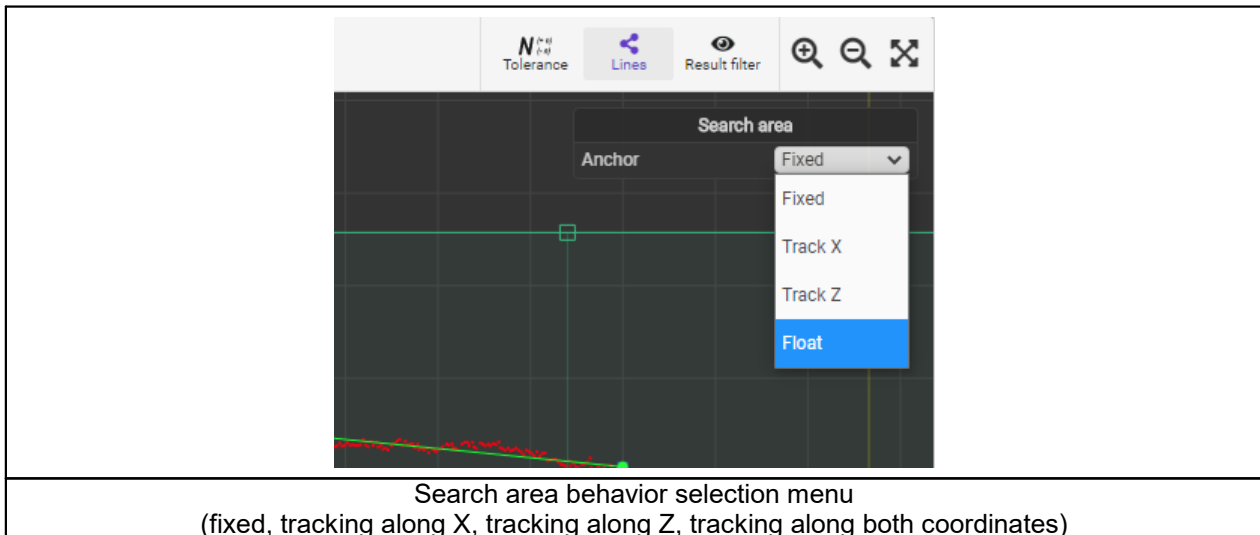 Tolerance
Lines
Result filter
Search area
Anchor
Fixed
Fixed
Track X
Track Z
Float
Search area behavior selection menu
(fixed, tracking along X, tracking along Z, tracking along both coordinates)